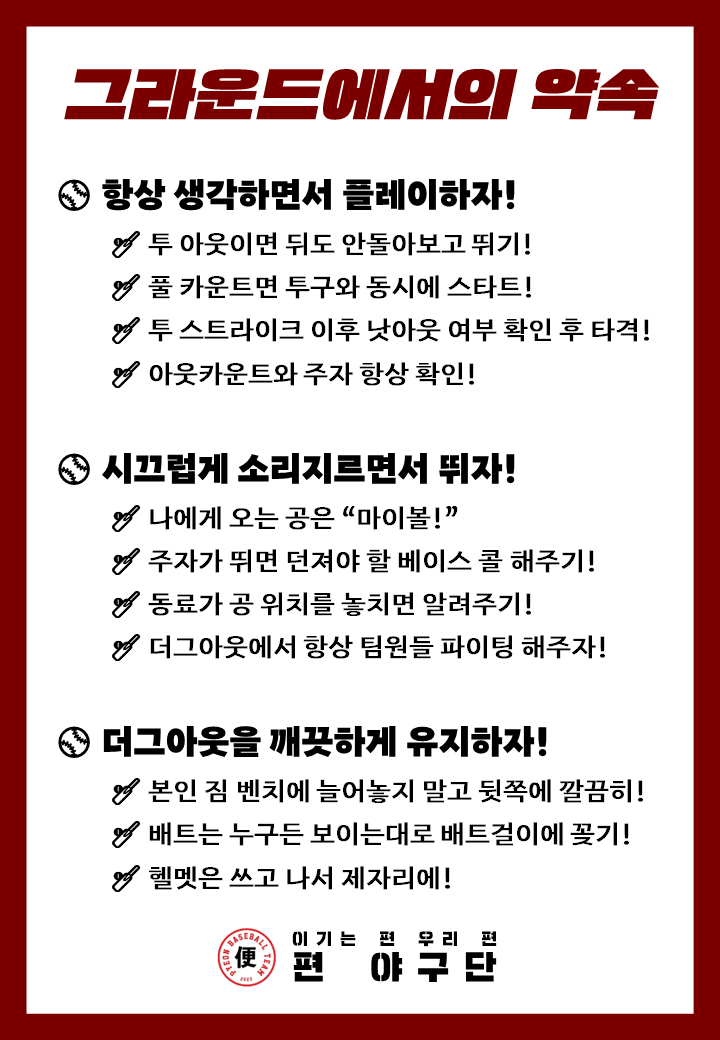 그라운드에서의 약속
항상 생각하면서 플레이하자!
투 아웃이면 뒤도 안돌아보고 뛰기!
풀 카운트면 투구와 동시에 스타트!
투 스트라이크 이후 낫아웃 여부 확인 후 타격!
아웃카운트와 주자 항상 확인!
시끄럽게 소리지르면서 뛰자!
나에게 오는 공은 “마이볼!”
주자가 뛰면 던져야 할 베이스 콜 해주기!
동료가 공 위치를 놓치면 알려주기!
더그아웃에서 항상 팀원들 파이팅 해주자!
더그아웃을 깨끗하게 유지하자!
본인 짐 벤치에 늘어놓지 말고 뒷쪽에 깔끔히!
배트는 누구든 보이는대로 배트걸이에 꽂기!
헬멧은 쓰고 나서 제자리에!
PYEON BASEBALL TEAM
便
이기는 편 우리 편
편 야구단